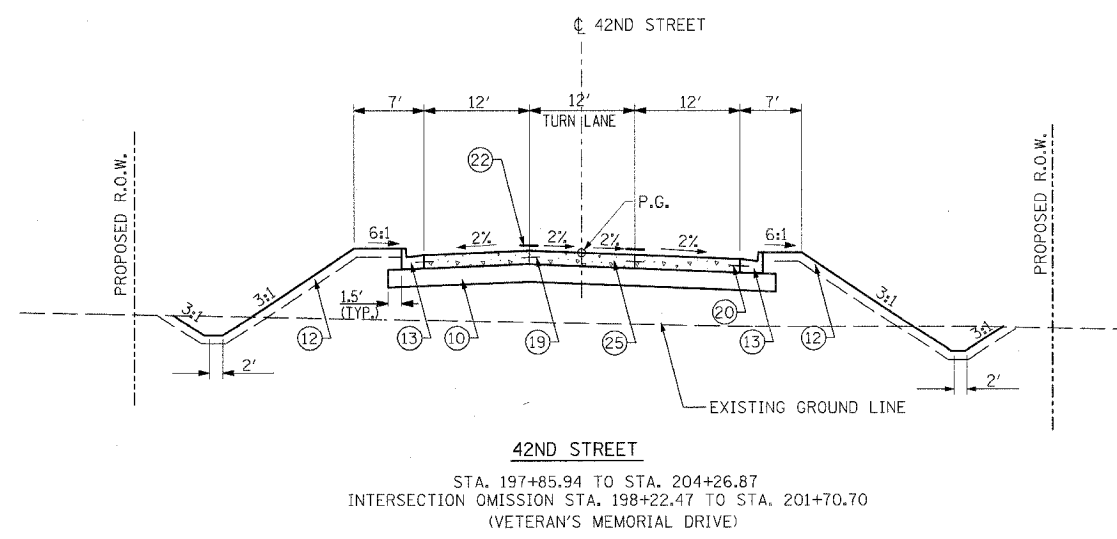 ℄ 42ND STREET
7' 12' 12' 12' 7'
TURN LANE
PROPOSED R.O.W.
PROPOSED R.O.W.
22
P.G.
6:1 2% 2% 2% 2% 6:1
3:1 3:1 3:1 3:1
1.5'
(TYP.)
20
12 13 10 19 25 13 12
2' 2'
EXISTING GROUND LINE
42ND STREET
STA. 197+85.94 TO STA. 204+26.87
INTERSECTION OMISSION STA. 198+22.47 TO STA. 201+70.70
(VETERAN'S MEMORIAL DRIVE)